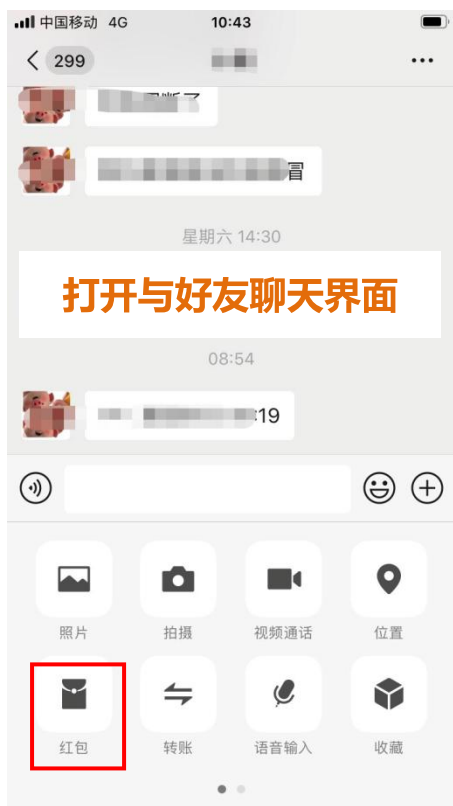 中国移动 4G 10:43
299
星期六 14:30
打开与好友聊天界面
08:54
:19
照片 拍摄 视频通话 位置
红包 转账 语音输入 收藏